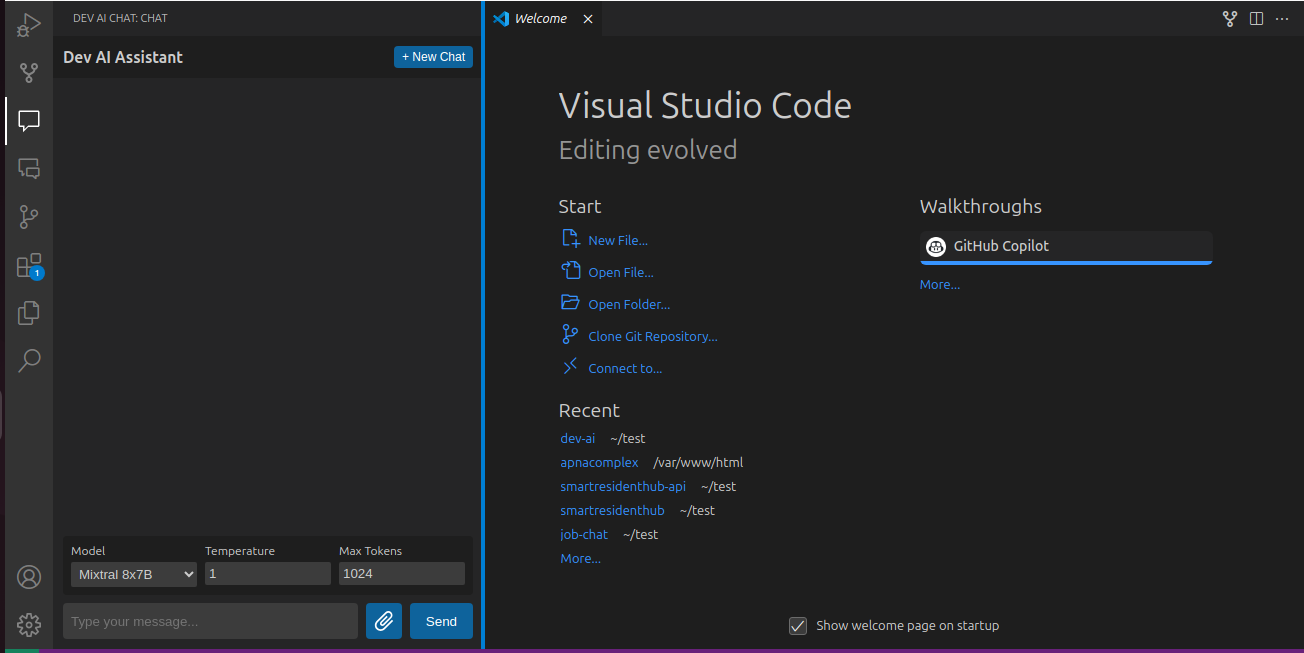 DEV AI CHAT: CHAT
Dev AI Assistant
+ New Chat
1
Model
Temperature
Max Tokens
Mixtral 8x7B
1
1024
Type your message...
Send
Welcome
Visual Studio Code
Editing evolved
Start
New File...
Open File...
Open Folder...
Clone Git Repository...
Connect to...
Recent
dev-ai ~/test
apnacomplex /var/www/html
smartresidenthub-api ~/test
smartresidenthub ~/test
job-chat ~/test
More...
Walkthroughs
GitHub Copilot
More...
Show welcome page on startup